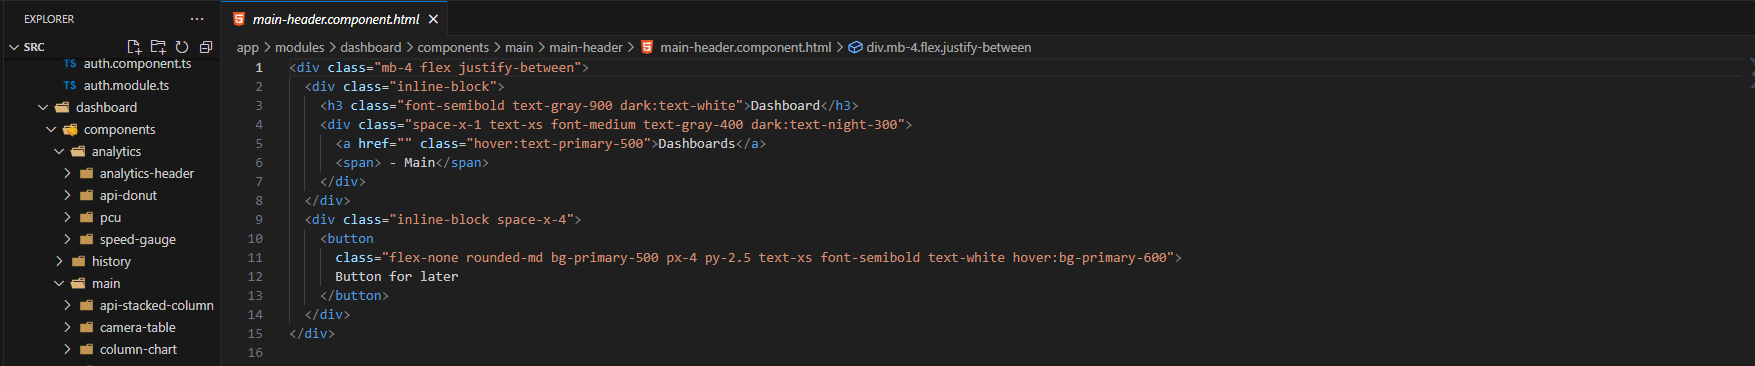 EXPLORER
SRC
TS auth.component.ts
TS auth.module.ts
dashboard
components
analytics
analytics-header
api-donut
pcu
speed-gauge
history
main
api-stacked-column
camera-table
column-chart
main-header.component.html
app > modules > dashboard > components > main > main-header > main-header.component.html > div.mb-4.flex.justify-between
1 <div class="mb-4 flex justify-between">
2 <div class="inline-block">
3 <h3 class="font-semibold text-gray-900 dark:text-white">Dashboard</h3>
4 <div class="space-x-1 text-xs font-medium text-gray-400 dark:text-night-300">
5 <a href="" class="hover:text-primary-500">Dashboards</a>
6 <span> - Main</span>
7 </div>
8 </div>
9 <div class="inline-block space-x-4">
10 <button
11 class="flex-none rounded-md bg-primary-500 px-4 py-2.5 text-xs font-semibold text-white hover:bg-primary-600">
12 Button for later
13 </button>
14 </div>
15 </div>
16